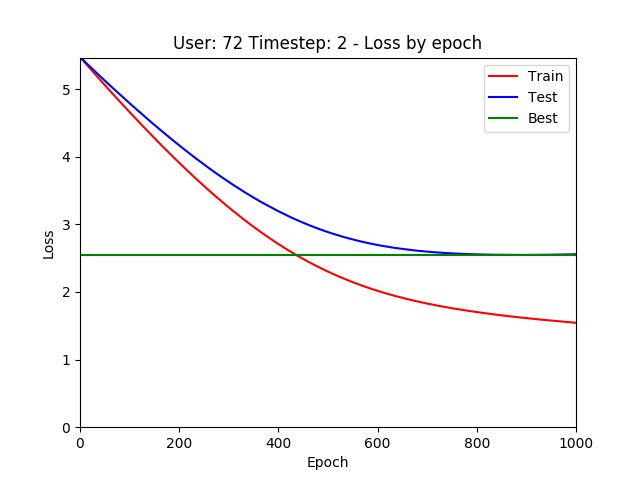 User: 72 Timestep: 2 - Loss by epoch
Train
Test
Best
5
4
3
2
1
0
Loss
0 200 400 600 800 1000
Epoch